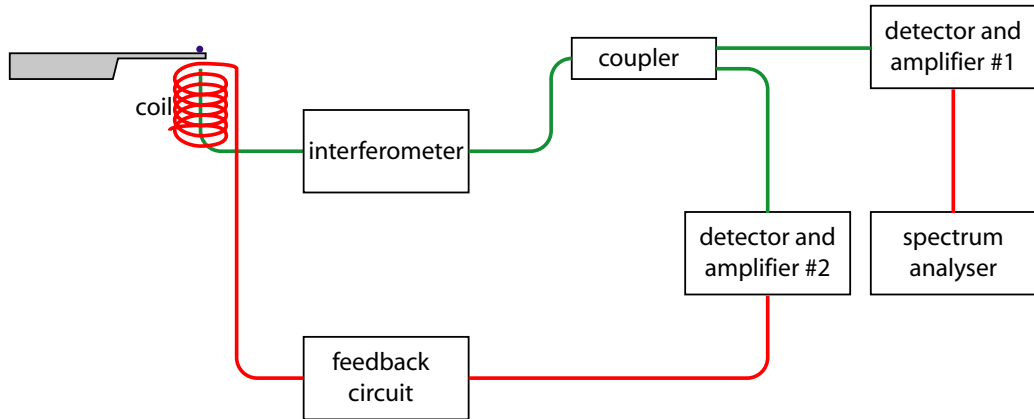 detector and
amplifier #1
coupler
coil
interferometer
detector and
amplifier #2
spectrum
analyser
feedback
circuit